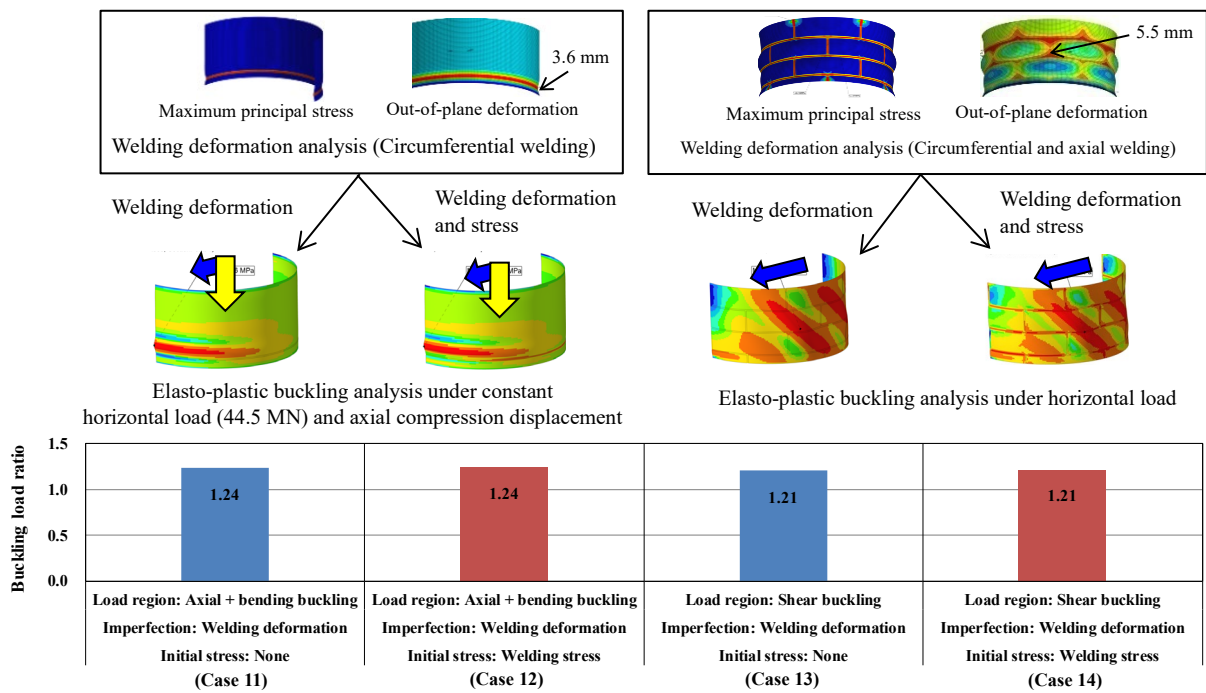 3.6 mm
Maximum principal stress
Out-of-plane deformation
Welding deformation analysis (Circumferential welding)
5.5 mm
Maximum principal stress
Out-of-plane deformation
Welding deformation analysis (Circumferential and axial welding)
Welding deformation
Welding deformation
and stress
Welding deformation
Welding deformation
and stress
MPa
MPa
Elasto-plastic buckling analysis under constant
horizontal load (44.5 MN) and axial compression displacement
Elasto-plastic buckling analysis under horizontal load
Buckling load ratio
1.5
1.0
0.5
0.0
1.24
1.24
1.21
1.21
Load region: Axial + bending buckling
Imperfection: Welding deformation
Initial stress: None
(Case 11)
Load region: Axial + bending buckling
Imperfection: Welding deformation
Initial stress: Welding stress
(Case 12)
Load region: Shear buckling
Imperfection: Welding deformation
Initial stress: None
(Case 13)
Load region: Shear buckling
Imperfection: Welding deformation
Initial stress: Welding stress
(Case 14)